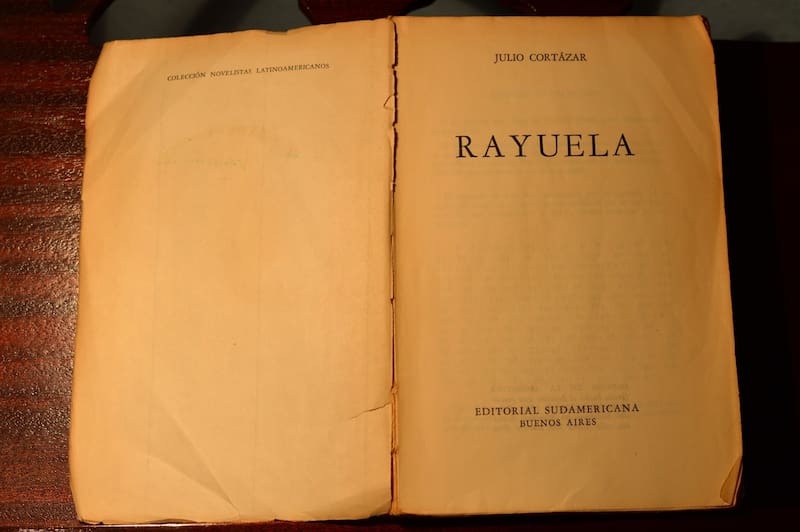 COLECCIÓN NOVELISTAS LATINOAMERICANOS
JULIO CORTÁZAR
RAYUELA
EDITORIAL SUDAMERICANA
BUENOS AIRES